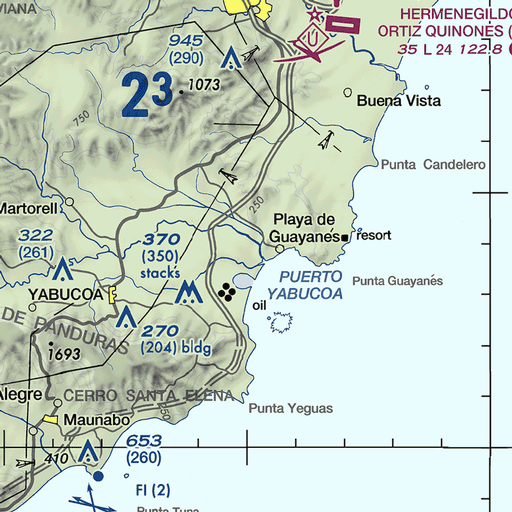 VIANA
HERMENEGILDO
ORTIZ QUINONES (
35 L 24 122.8
945
(290)
23
1073
Buena Vista
750
Punta Candelero
Martorell
250
Playa de
Guayanés
resort
322
(261)
370
(350)
stacks
PUERTO
YABUCOA
Punta Guayanés
YABUCOA
oil
DE PANDURAS
270
(204) bldg
1693
Alegre
CERRO SANTA ELENA
250
Punta Yeguas
Maunabo
653
(260)
410
Fl (2)
Punta Tuna